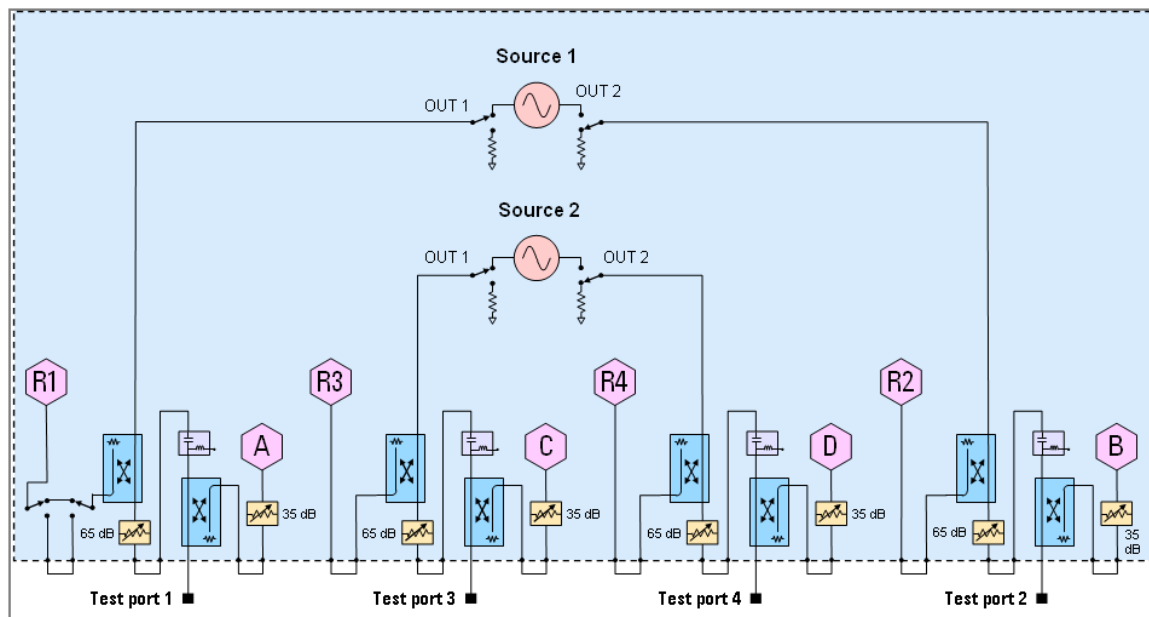 Source 1
OUT 1
OUT 2
Source 2
OUT 1
OUT 2
R1
R3
R4
R2
A
C
D
B
65 dB
35 dB
65 dB
35 dB
65 dB
35 dB
65 dB
35
dB
Test port 1
Test port 3
Test port 4
Test port 2